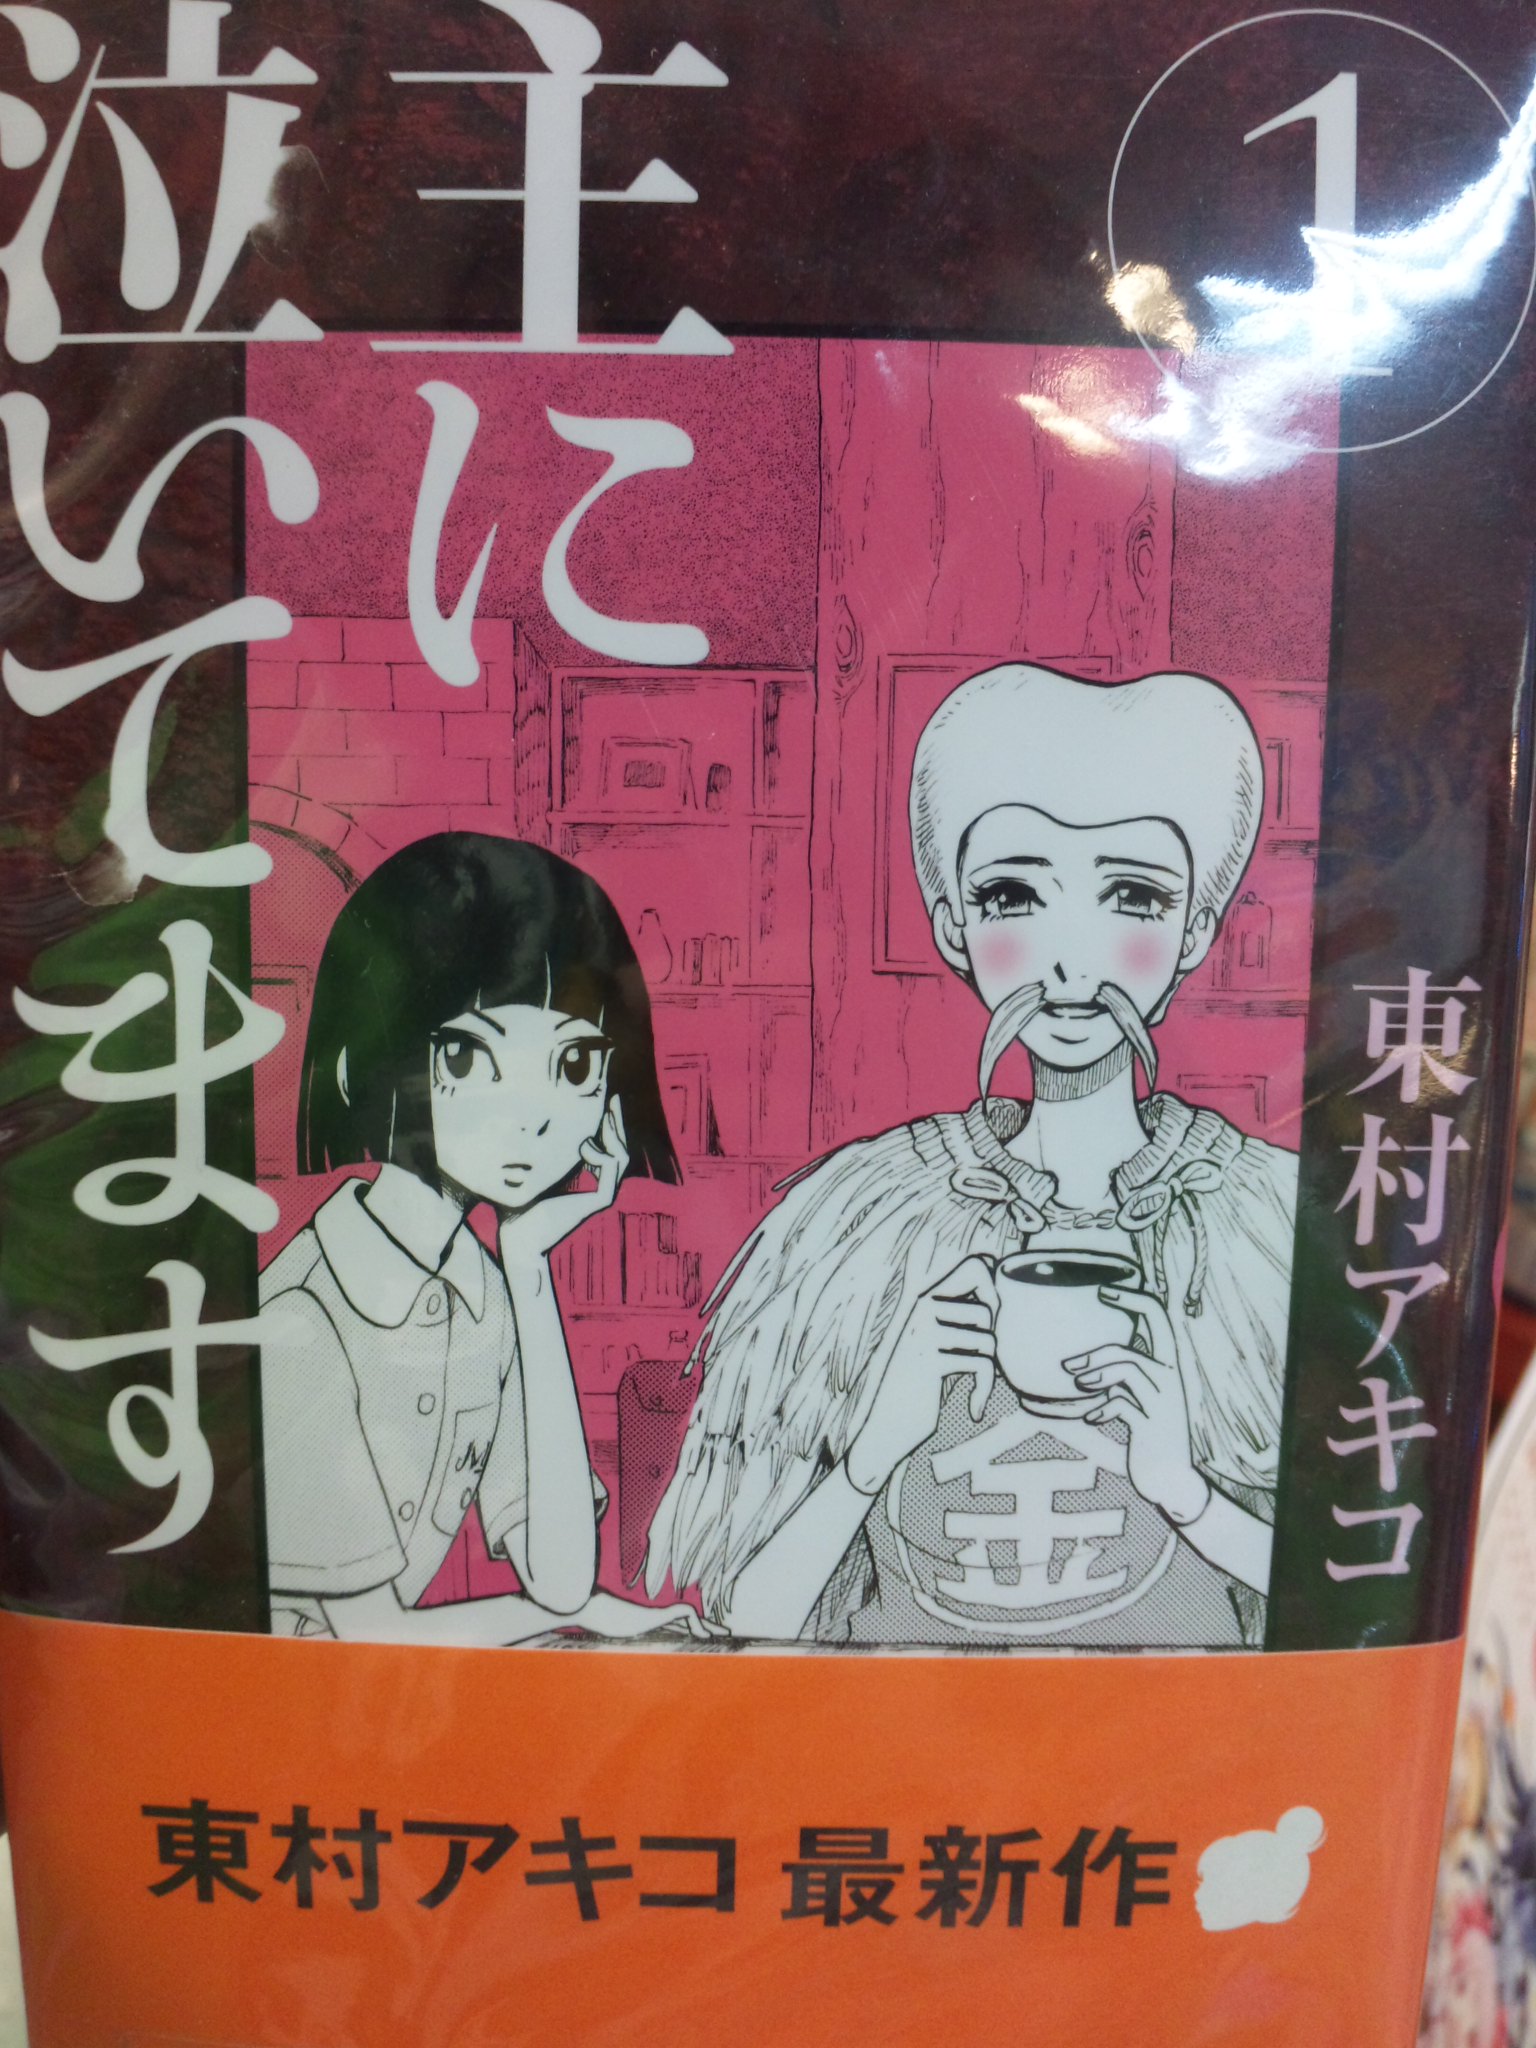 主に
泣いてます
1
東村アキコ
金
M
東村アキコ 最新作